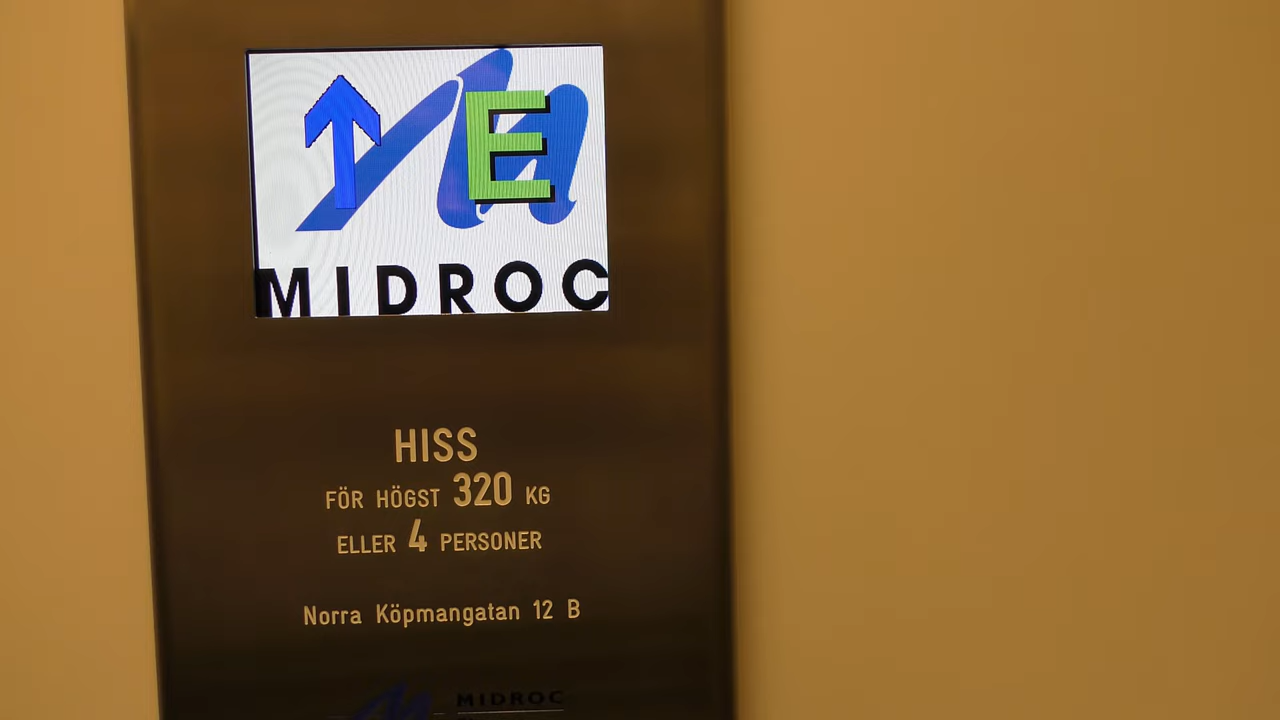 E
MIDROC
HISS
FÖR HÖGST 320 KG
ELLER 4 PERSONER
Norra Köpmangatan 12 B
MIDROC